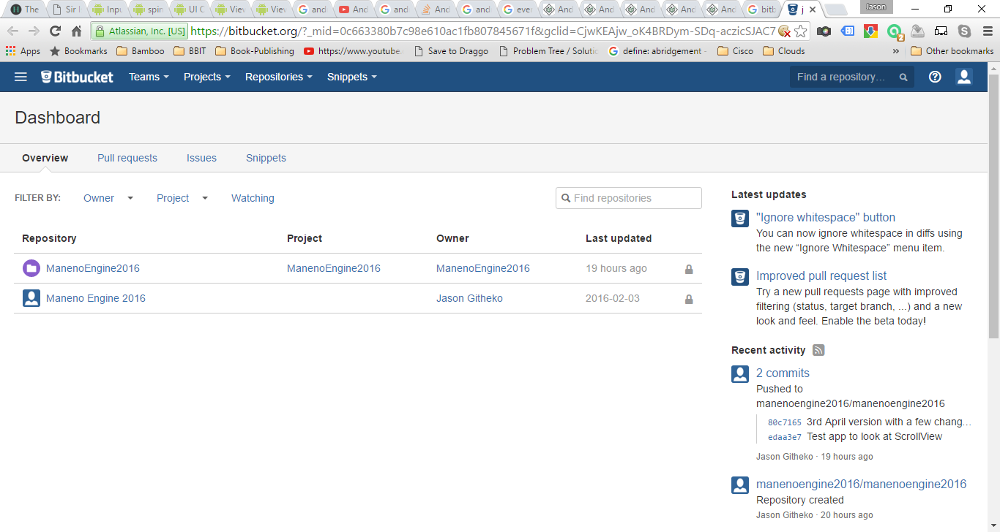 The
Sir
Inpu
spin
UI C
View
View
and
And
and
And
and
ever
And
And
And
And
And
bitb
j
Jason
Atlassian, Inc. [US]
https://bitbucket.org/?_mid=0c663380b7c98e610ac1fb807845671f&gclid=CjwKEAjw_oK4BRDym-SDq-aczicSJAC7
2
Apps
Bookmarks
Bamboo
BBIT
Book-Publishing
https://www.youtube.
Save to Draggo
Problem Tree / Solutio
define: abridgement -
Cisco
Clouds
»
Other bookmarks
Bitbucket
Teams
Projects
Repositories
Snippets
Find a repository...
Dashboard
Overview
Pull requests
Issues
Snippets
FILTER BY:
Owner
Project
Watching
Find repositories
Repository Project Owner Last updated
ManenoEngine2016 ManenoEngine2016 ManenoEngine2016 19 hours ago
Maneno Engine 2016 Jason Githeko 2016-02-03
Latest updates
"Ignore whitespace" button
You can now ignore whitespace in diffs using
the new “Ignore Whitespace” menu item.
Improved pull request list
Try a new pull requests page with improved
filtering (status, target branch, ...) and a new
look and feel. Enable the beta today!
Recent activity
2 commits
Pushed to
manenoengine2016/manenoengine2016
80c7165 3rd April version with a few chang...
edaa3e7 Test app to look at ScrollView
Jason Githeko · 19 hours ago
manenoengine2016/manenoengine2016
Repository created
Jason Githeko · 20 hours ago